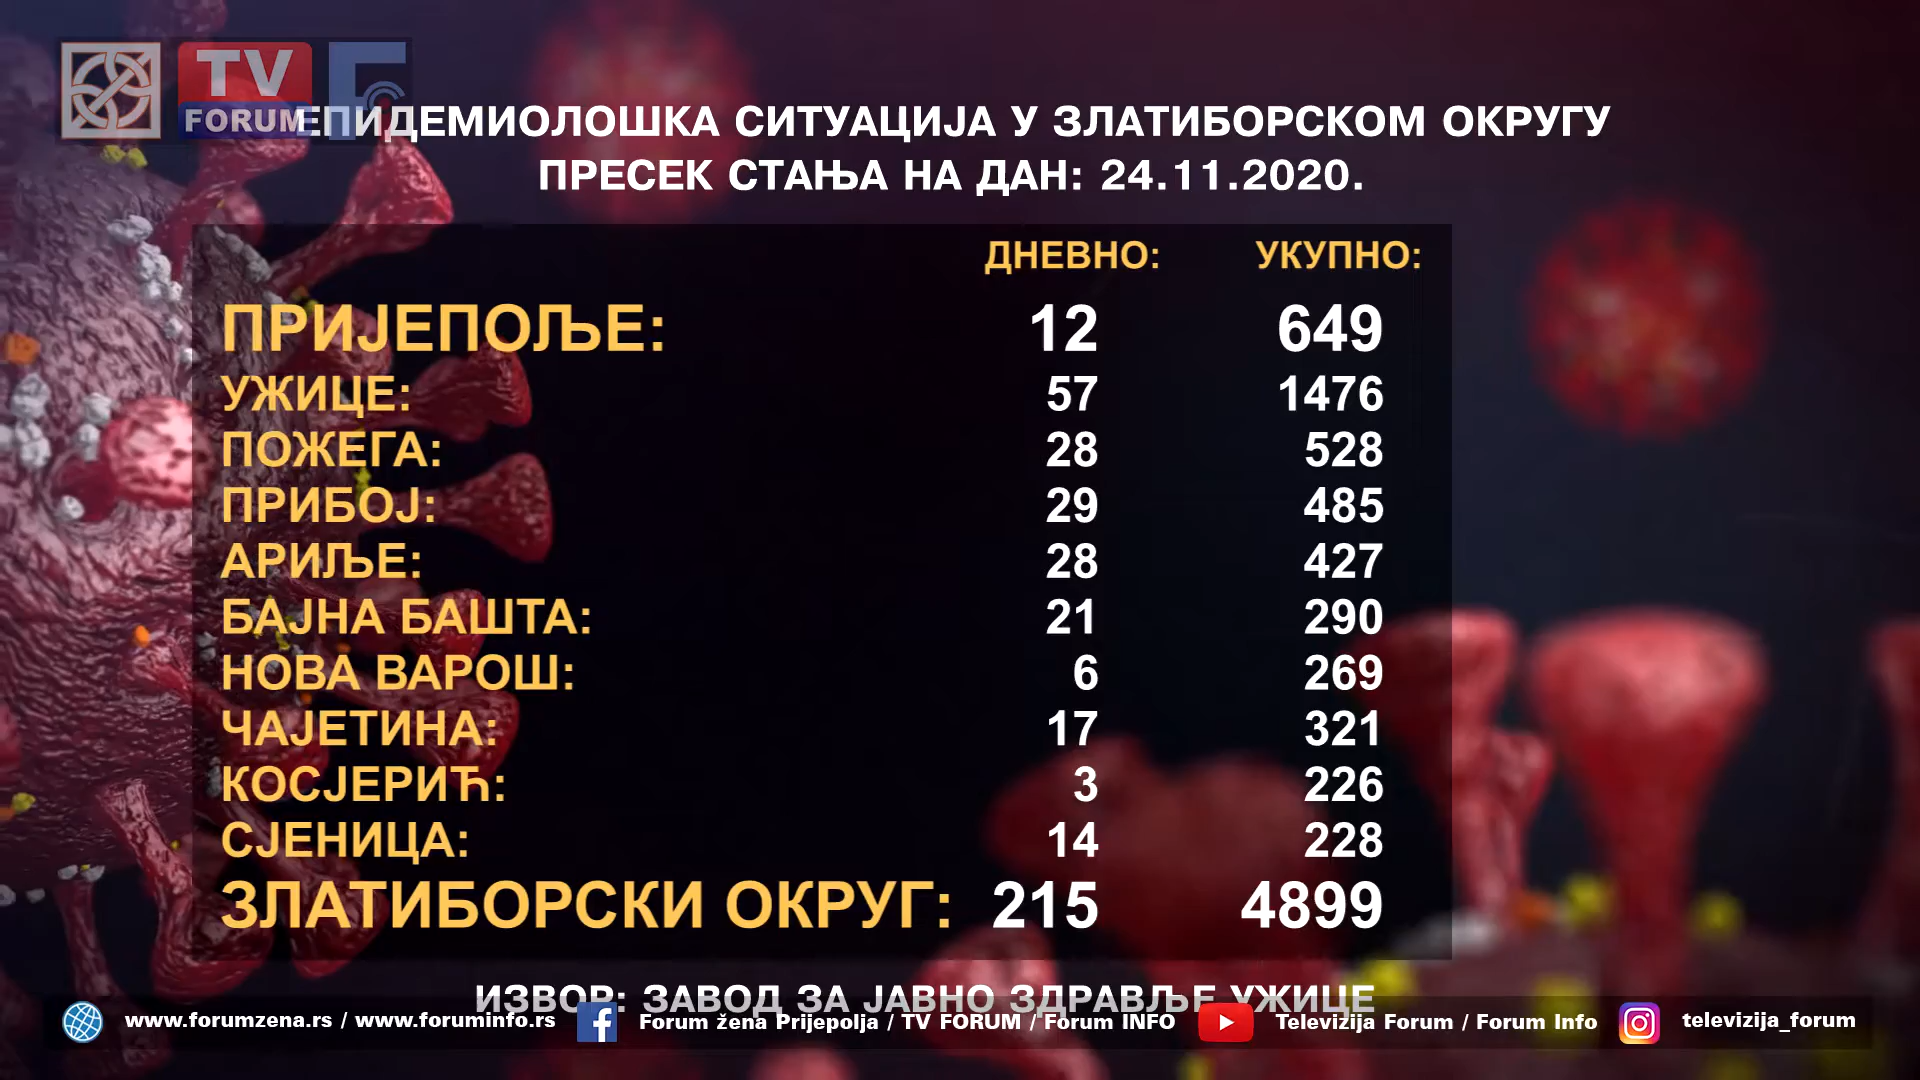 TV
FORUM
ЕПИДЕМИОЛОШКА СИТУАЦИЈА У ЗЛАТИБОРСКОМ ОКРУГУ
ПРЕСЕК СТАЊА НА ДАН: 24.11.2020.
ДНЕВНО: УКУПНО:
ПРИЈЕПОЉЕ: 12 649
УЖИЦЕ: 57 1476
ПОЖЕГА: 28 528
ПРИБОЈ: 29 485
АРИЉЕ: 28 427
БАЈНА БАШТА: 21 290
НОВА ВАРОШ: 6 269
ЧАЈЕТИНА: 17 321
КОСЈЕРИЋ: 3 226
СЈЕНИЦА: 14 228
ЗЛАТИБОРСКИ ОКРУГ: 215 4899
ИЗВОР: ЗАВОД ЗА ЈАВНО ЗДРАВЉЕ УЖИЦЕ
www.forumzena.rs / www.foruminfo.rs Forum žena Prijepolja / TV FORUM / Forum INFO Televizija Forum / Forum Info televizija_forum